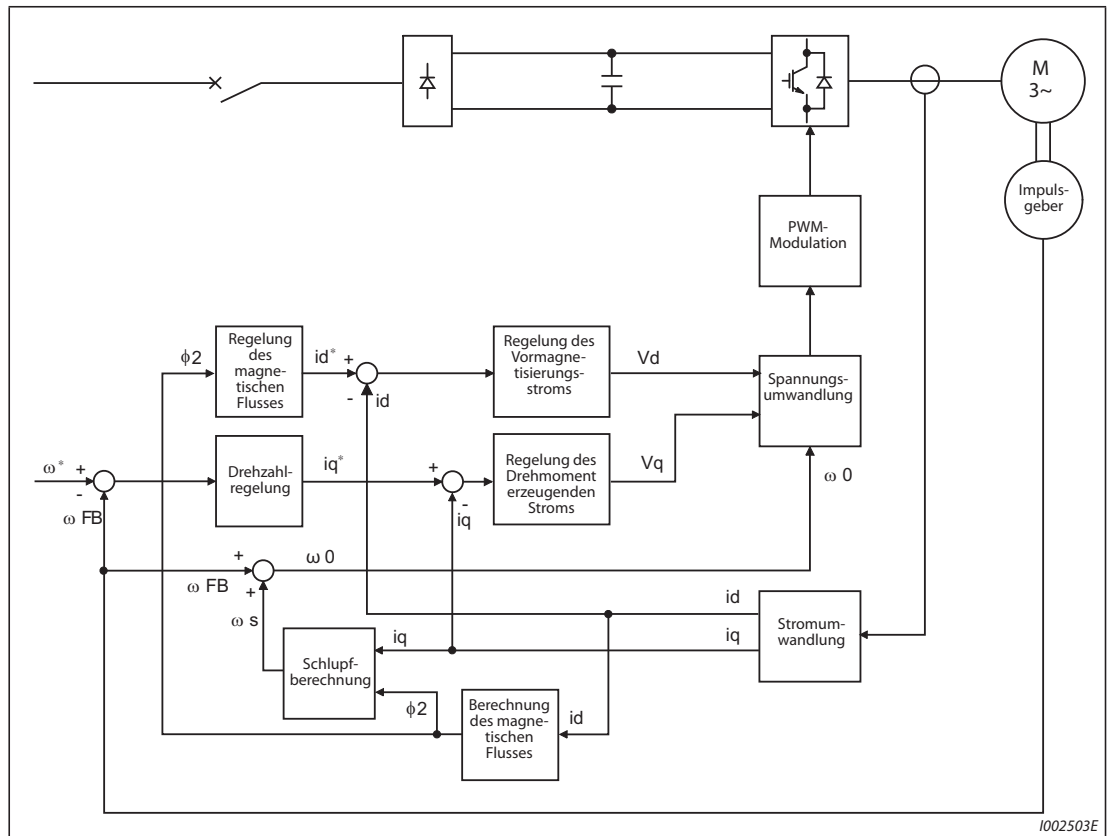 M
3~
Impuls-
geber
PWM-
Modulation
ϕ2
Regelung
des
magne-
tischen
Flusses
id*
+
-
id
Regelung des
Vormagne-
tisierungs-
stroms
Vd
Spannungs-
umwandlung
ω*
+
-
ω FB
Drehzahl-
regelung
iq*
+
-
iq
Regelung des
Drehmoment
erzeugenden
Stroms
Vq
ω 0
+
ω FB
+
ω 0
ω s
Schlupf-
berechnung
iq
ϕ2
id
iq
Stromum-
wandlung
Berechnung
des magne-
tischen
Flusses
id
I002503E